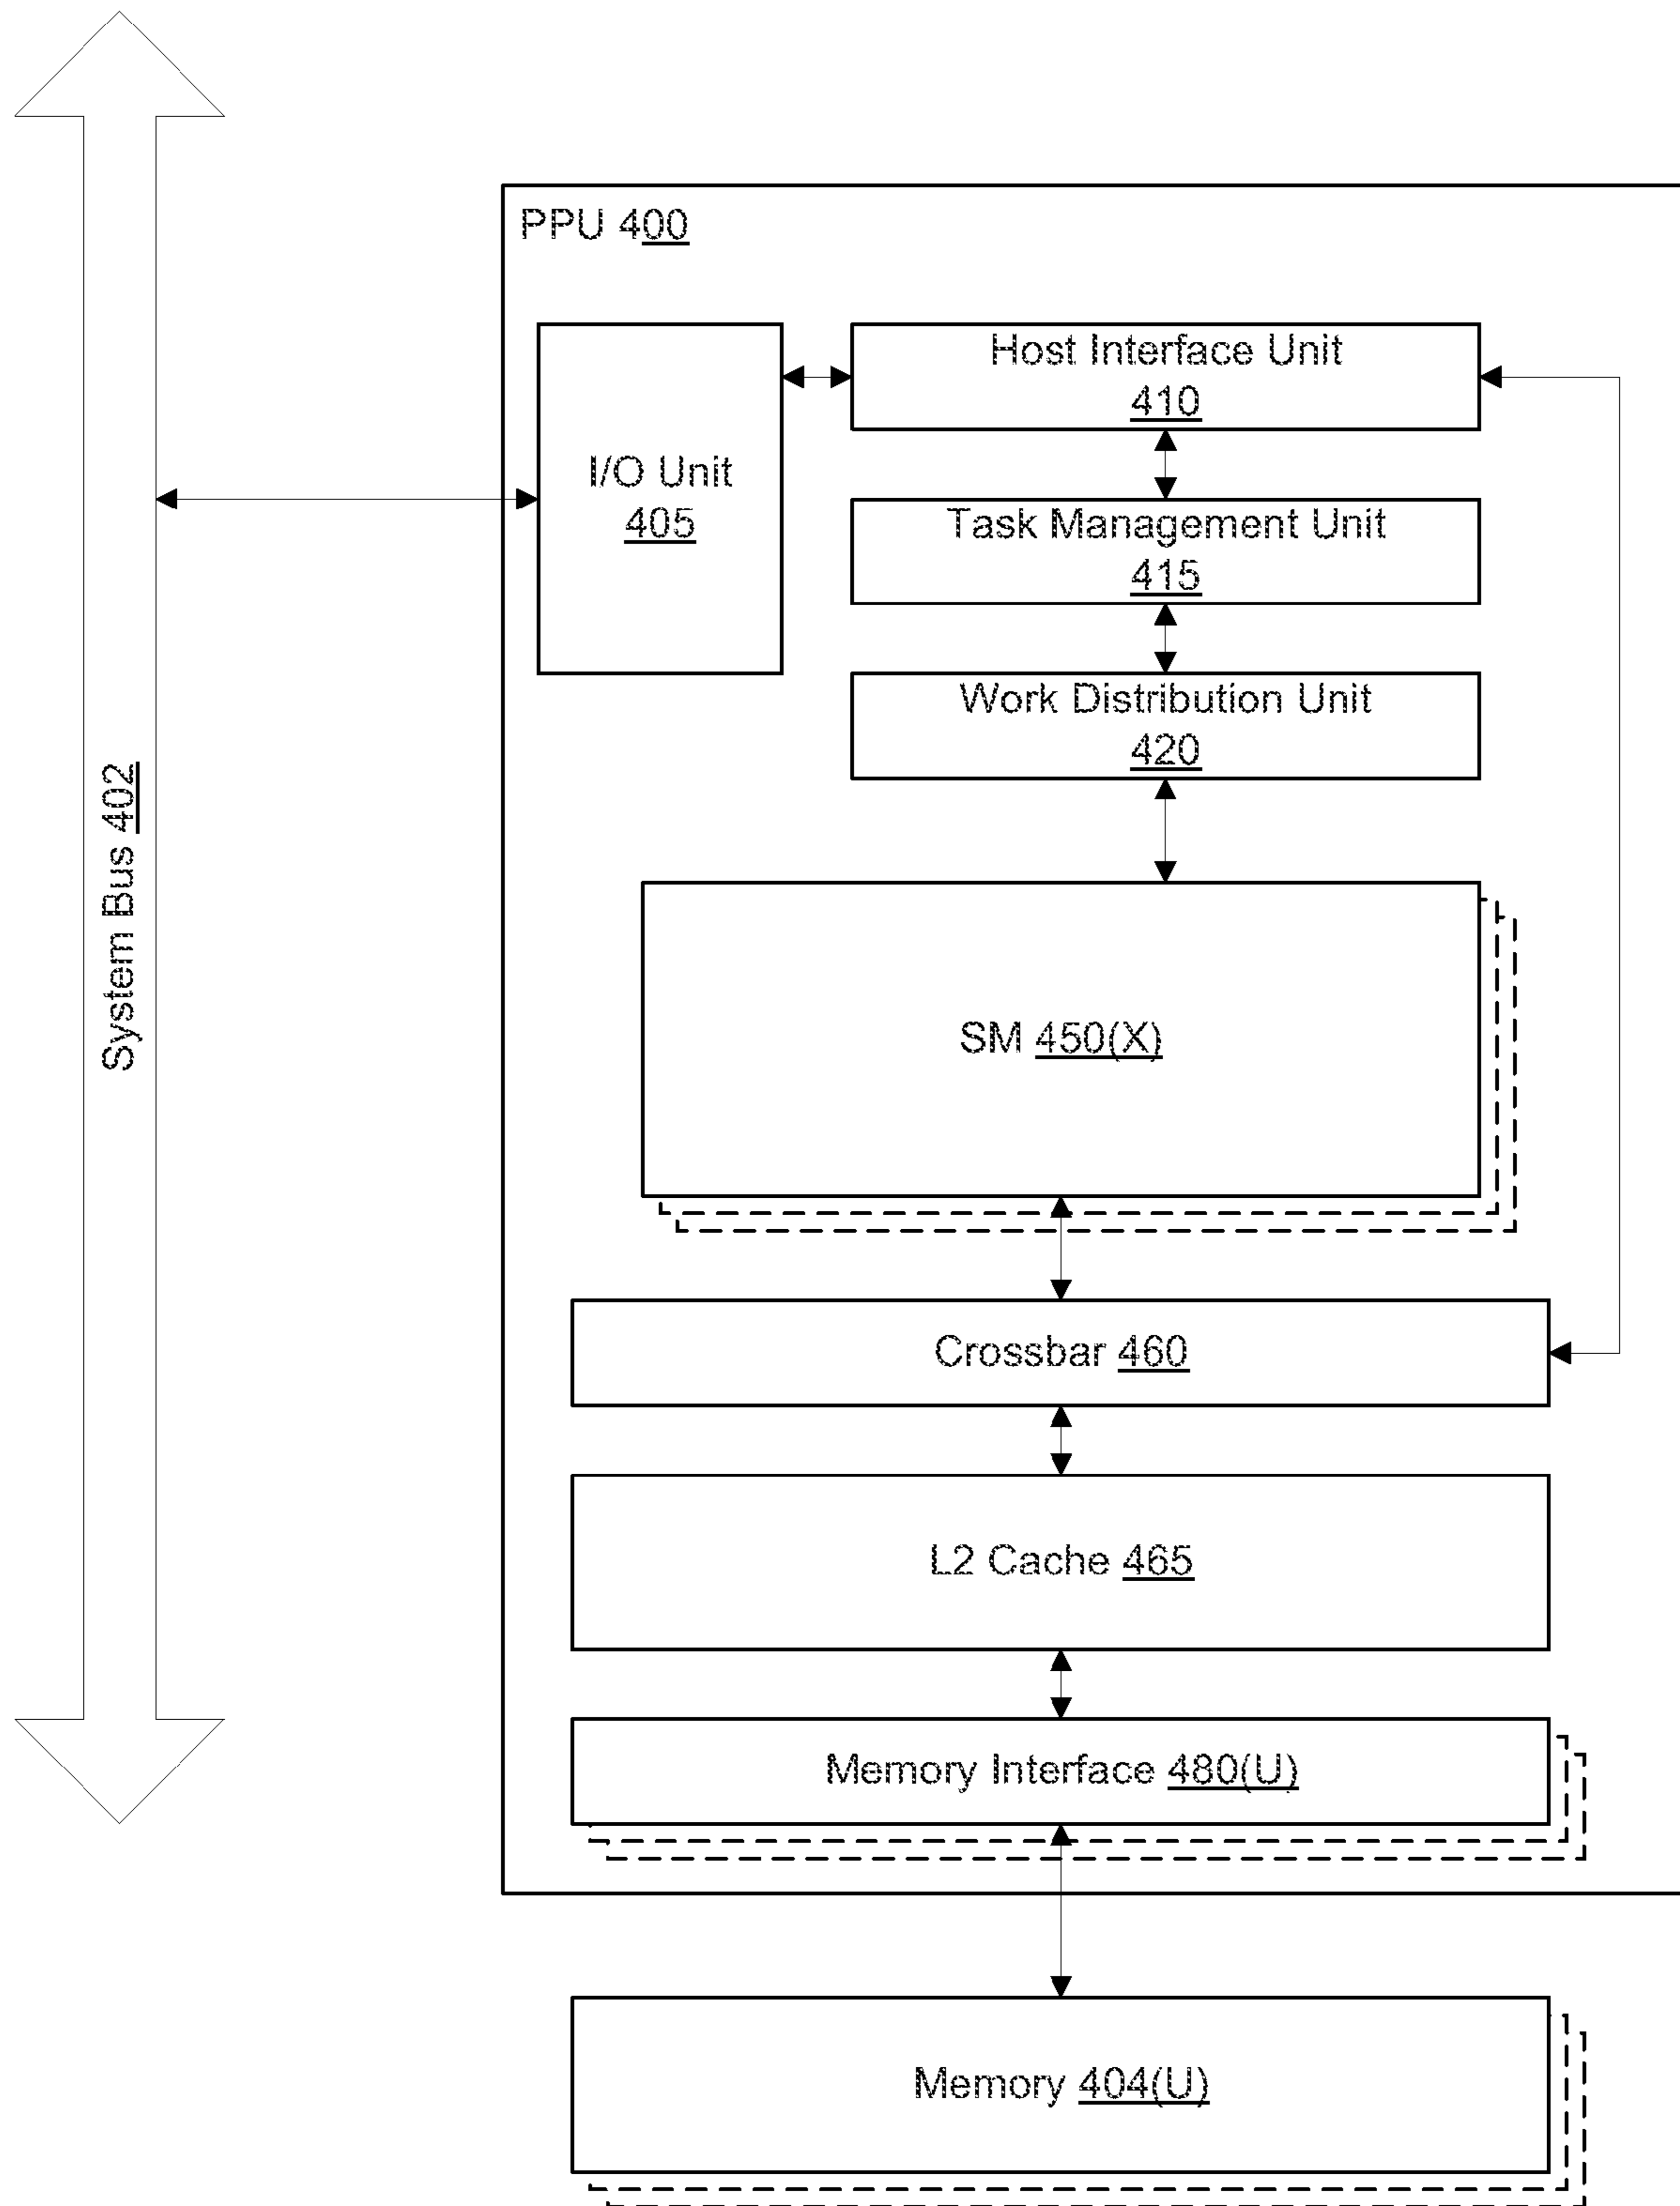 PPU 400
Host Interface Unit
410
I/O Unit
405
Task Management Unit
415
Work Distribution Unit
420
System Bus 402
SM 450(X)
Crossbar 460
L2 Cache 465
Memory Interface 480(U)
Memory 404(U)